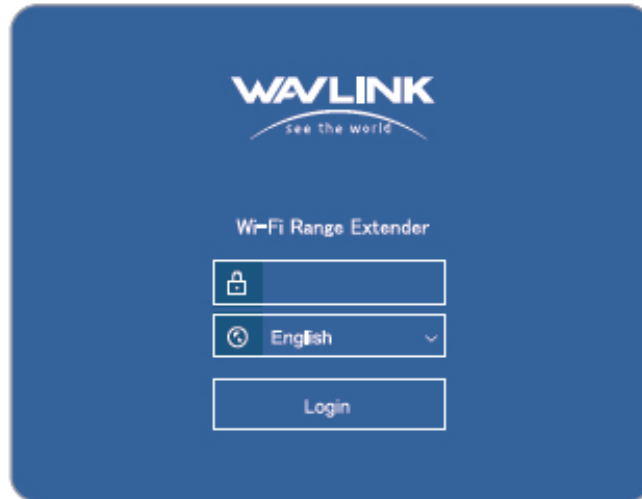 WAVLINK
see the world
Wi-Fi Range Extender
English
Login